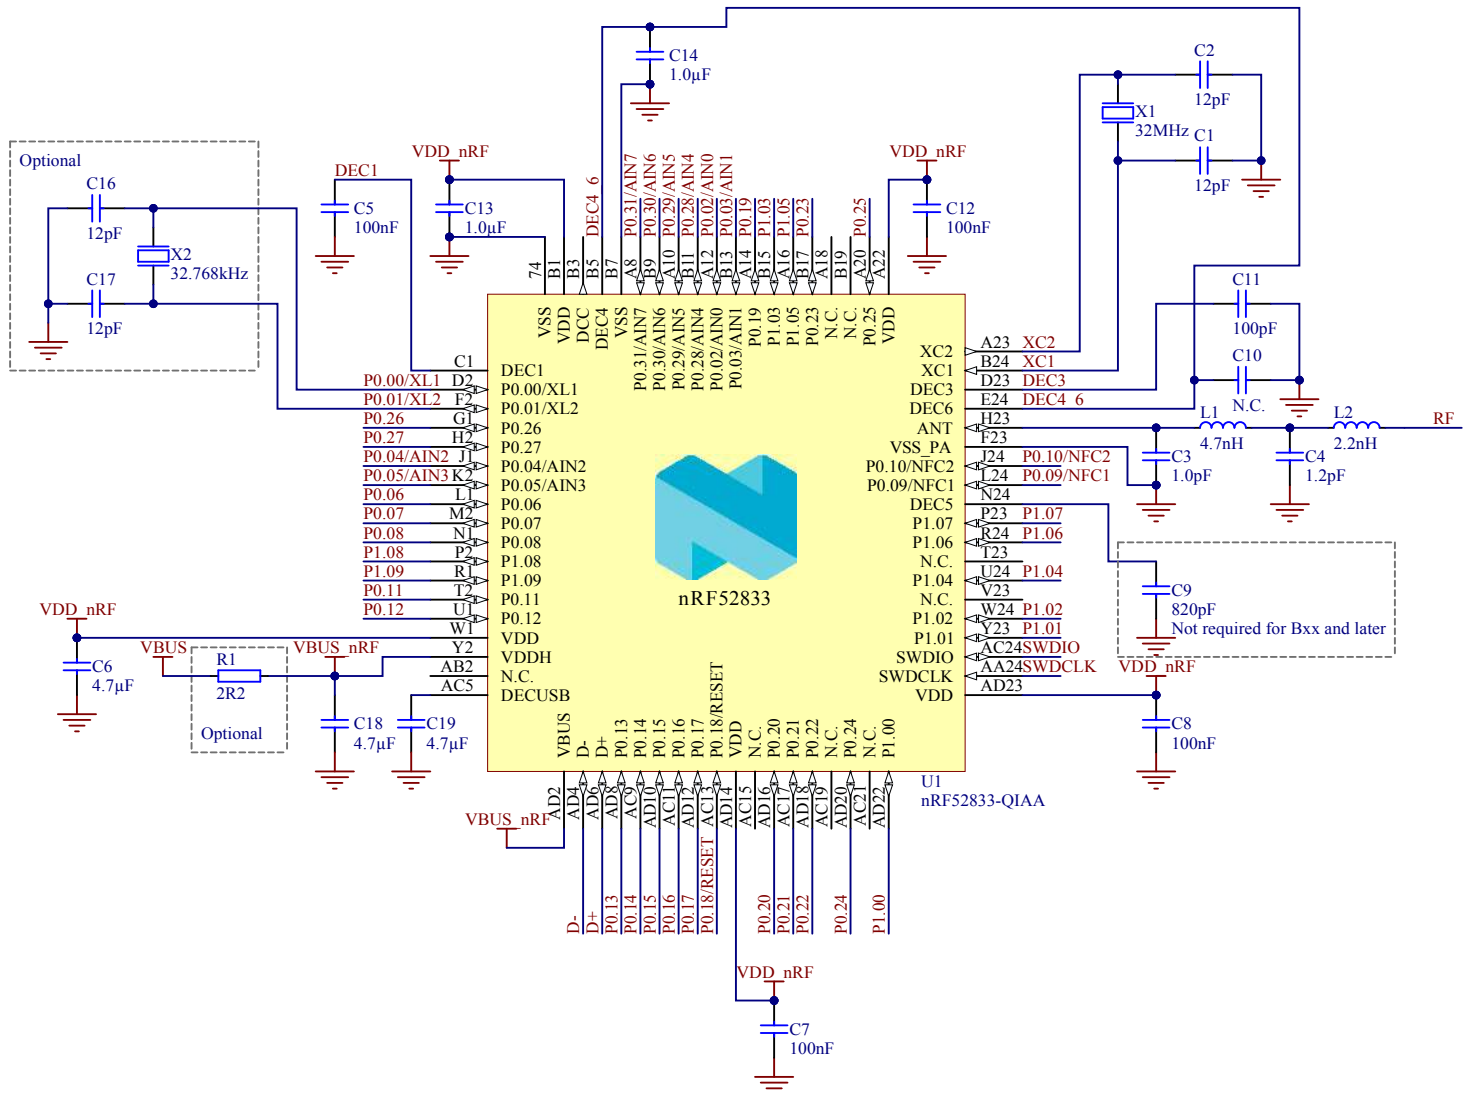 C14
1.0µF
C2
12pF
X1
32MHz
C1
12pF
Optional
C16
12pF
X2
32.768kHz
C17
12pF
DEC1
C5
100nF
VDD_nRF
C13
1.0µF
VDD_nRF
C12
100nF
DEC4_6
P0.31/AIN7
P0.30/AIN6
P0.29/AIN5
P0.28/AIN4
P0.02/AIN0
P0.03/AIN1
P0.19
P1.03
P1.05
P0.23
P0.25
74
B1
B3
B5
B7
A8
B9
A10
B11
A12
B13
A14
B15
A16
B17
A18
B19
A20
A22
VSS
VDD
DCC
DEC4
VSS
P0.31/AIN7
P0.30/AIN6
P0.29/AIN5
P0.28/AIN4
P0.02/AIN0
P0.03/AIN1
P0.19
P1.03
P1.05
P0.23
N.C.
N.C.
P0.25
VDD
C11
100pF
C10
N.C.
C1 DEC1
P0.00/XL1 D2 P0.00/XL1
P0.01/XL2 F2 P0.01/XL2
P0.26 G1 P0.26
P0.27 H2 P0.27
P0.04/AIN2 J1 P0.04/AIN2
P0.05/AIN3 K2 P0.05/AIN3
P0.06 L1 P0.06
P0.07 M2 P0.07
P0.08 N1 P0.08
P1.08 P2 P1.08
P1.09 R1 P1.09
P0.11 T2 P0.11
P0.12 U1 P0.12
W1 VDD
Y2 VDDH
AB2 N.C.
AC5 DECUSB
XC2 A23 XC2
XC1 B24 XC1
DEC3 D23 DEC3
DEC6 E24 DEC4_6
ANT H23
VSS_PA F23
P0.10/NFC2 J24 P0.10/NFC2
P0.09/NFC1 L24 P0.09/NFC1
DEC5 N24
P1.07 P23 P1.07
P1.06 R24 P1.06
N.C. T23
P1.04 U24 P1.04
N.C. V23
P1.02 W24 P1.02
P1.01 Y23 P1.01
SWDIO AC24 SWDIO
SWDCLK AA24 SWDCLK
VDD AD23
nRF52833
L1
4.7nH
L2
2.2nH
RF
C3
1.0pF
C4
1.2pF
C9
820pF
Not required for Bxx and later
VDD_nRF
C8
100nF
VDD_nRF
C6
4.7µF
VBUS
R1
2R2
Optional
VBUS_nRF
C18
4.7µF
C19
4.7µF
VBUS
D-
D+
P0.13
P0.14
P0.15
P0.16
P0.17
P0.18/RESET
VDD
N.C.
P0.20
P0.21
P0.22
N.C.
P0.24
N.C.
P1.00
U1
nRF52833-QIAA
AD2
AD4
AD6
AD8
AC9
AD10
AC11
AD12
AC13
AD14
AC15
AD16
AC17
AD18
AC19
AD20
AC21
AD22
VBUS_nRF
D-
D+
P0.13
P0.14
P0.15
P0.16
P0.17
P0.18/RESET
P0.20
P0.21
P0.22
P0.24
P1.00
VDD_nRF
C7
100nF